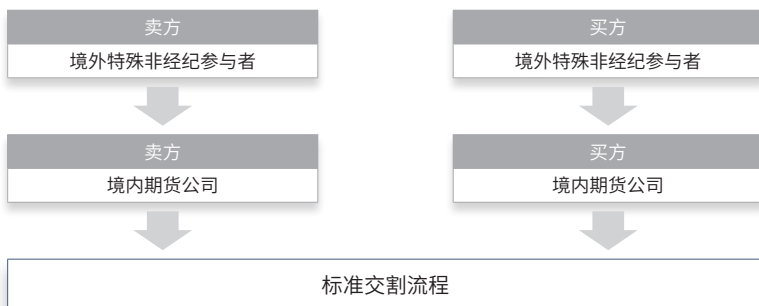 卖方
境外特殊非经纪参与者
买方
境外特殊非经纪参与者
卖方
境内期货公司
买方
境内期货公司
标准交割流程